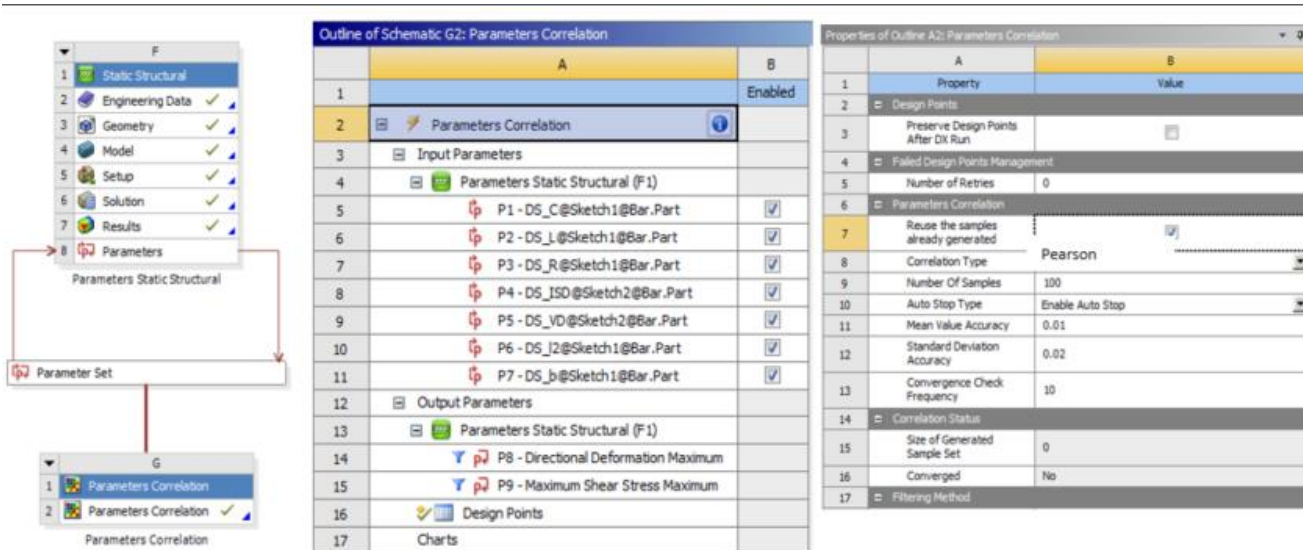 F
1 Static Structural
2 Engineering Data
3 Geometry
4 Model
5 Setup
6 Solution
7 Results
8 Parameters
Parameters Static Structural
Parameter Set
G
1 Parameters Correlation
2 Parameters Correlation
Parameters Correlation
Outline of Schematic G2: Parameters Correlation
A B
1 Enabled
2 Parameters Correlation
3 Input Parameters
4 Parameters Static Structural (F1)
5 P1 - DS_C@Sketch1@Bar.Part
6 P2 - DS_L@Sketch1@Bar.Part
7 P3 - DS_R@Sketch1@Bar.Part
8 P4 - DS_ISD@Sketch2@Bar.Part
9 P5 - DS_VD@Sketch2@Bar.Part
10 P6 - DS_l2@Sketch1@Bar.Part
11 P7 - DS_b@Sketch1@Bar.Part
12 Output Parameters
13 Parameters Static Structural (F1)
14 P8 - Directional Deformation Maximum
15 P9 - Maximum Shear Stress Maximum
16 Design Points
17 Charts
Properties of Outline A2: Parameters Correlation
A B
1 Property Value
2 Design Points
3 Preserve Design Points
After DX Run
4 Failed Design Points Management
5 Number of Retries 0
6 Parameters Correlation
7 Reuse the samples
already generated
8 Correlation Type Pearson
9 Number Of Samples 100
10 Auto Stop Type Enable Auto Stop
11 Mean Value Accuracy 0.01
12 Standard Deviation
Accuracy 0.02
13 Convergence Check
Frequency 10
14 Correlation Status
15 Size of Generated
Sample Set 0
16 Converged No
17 Filtering Method